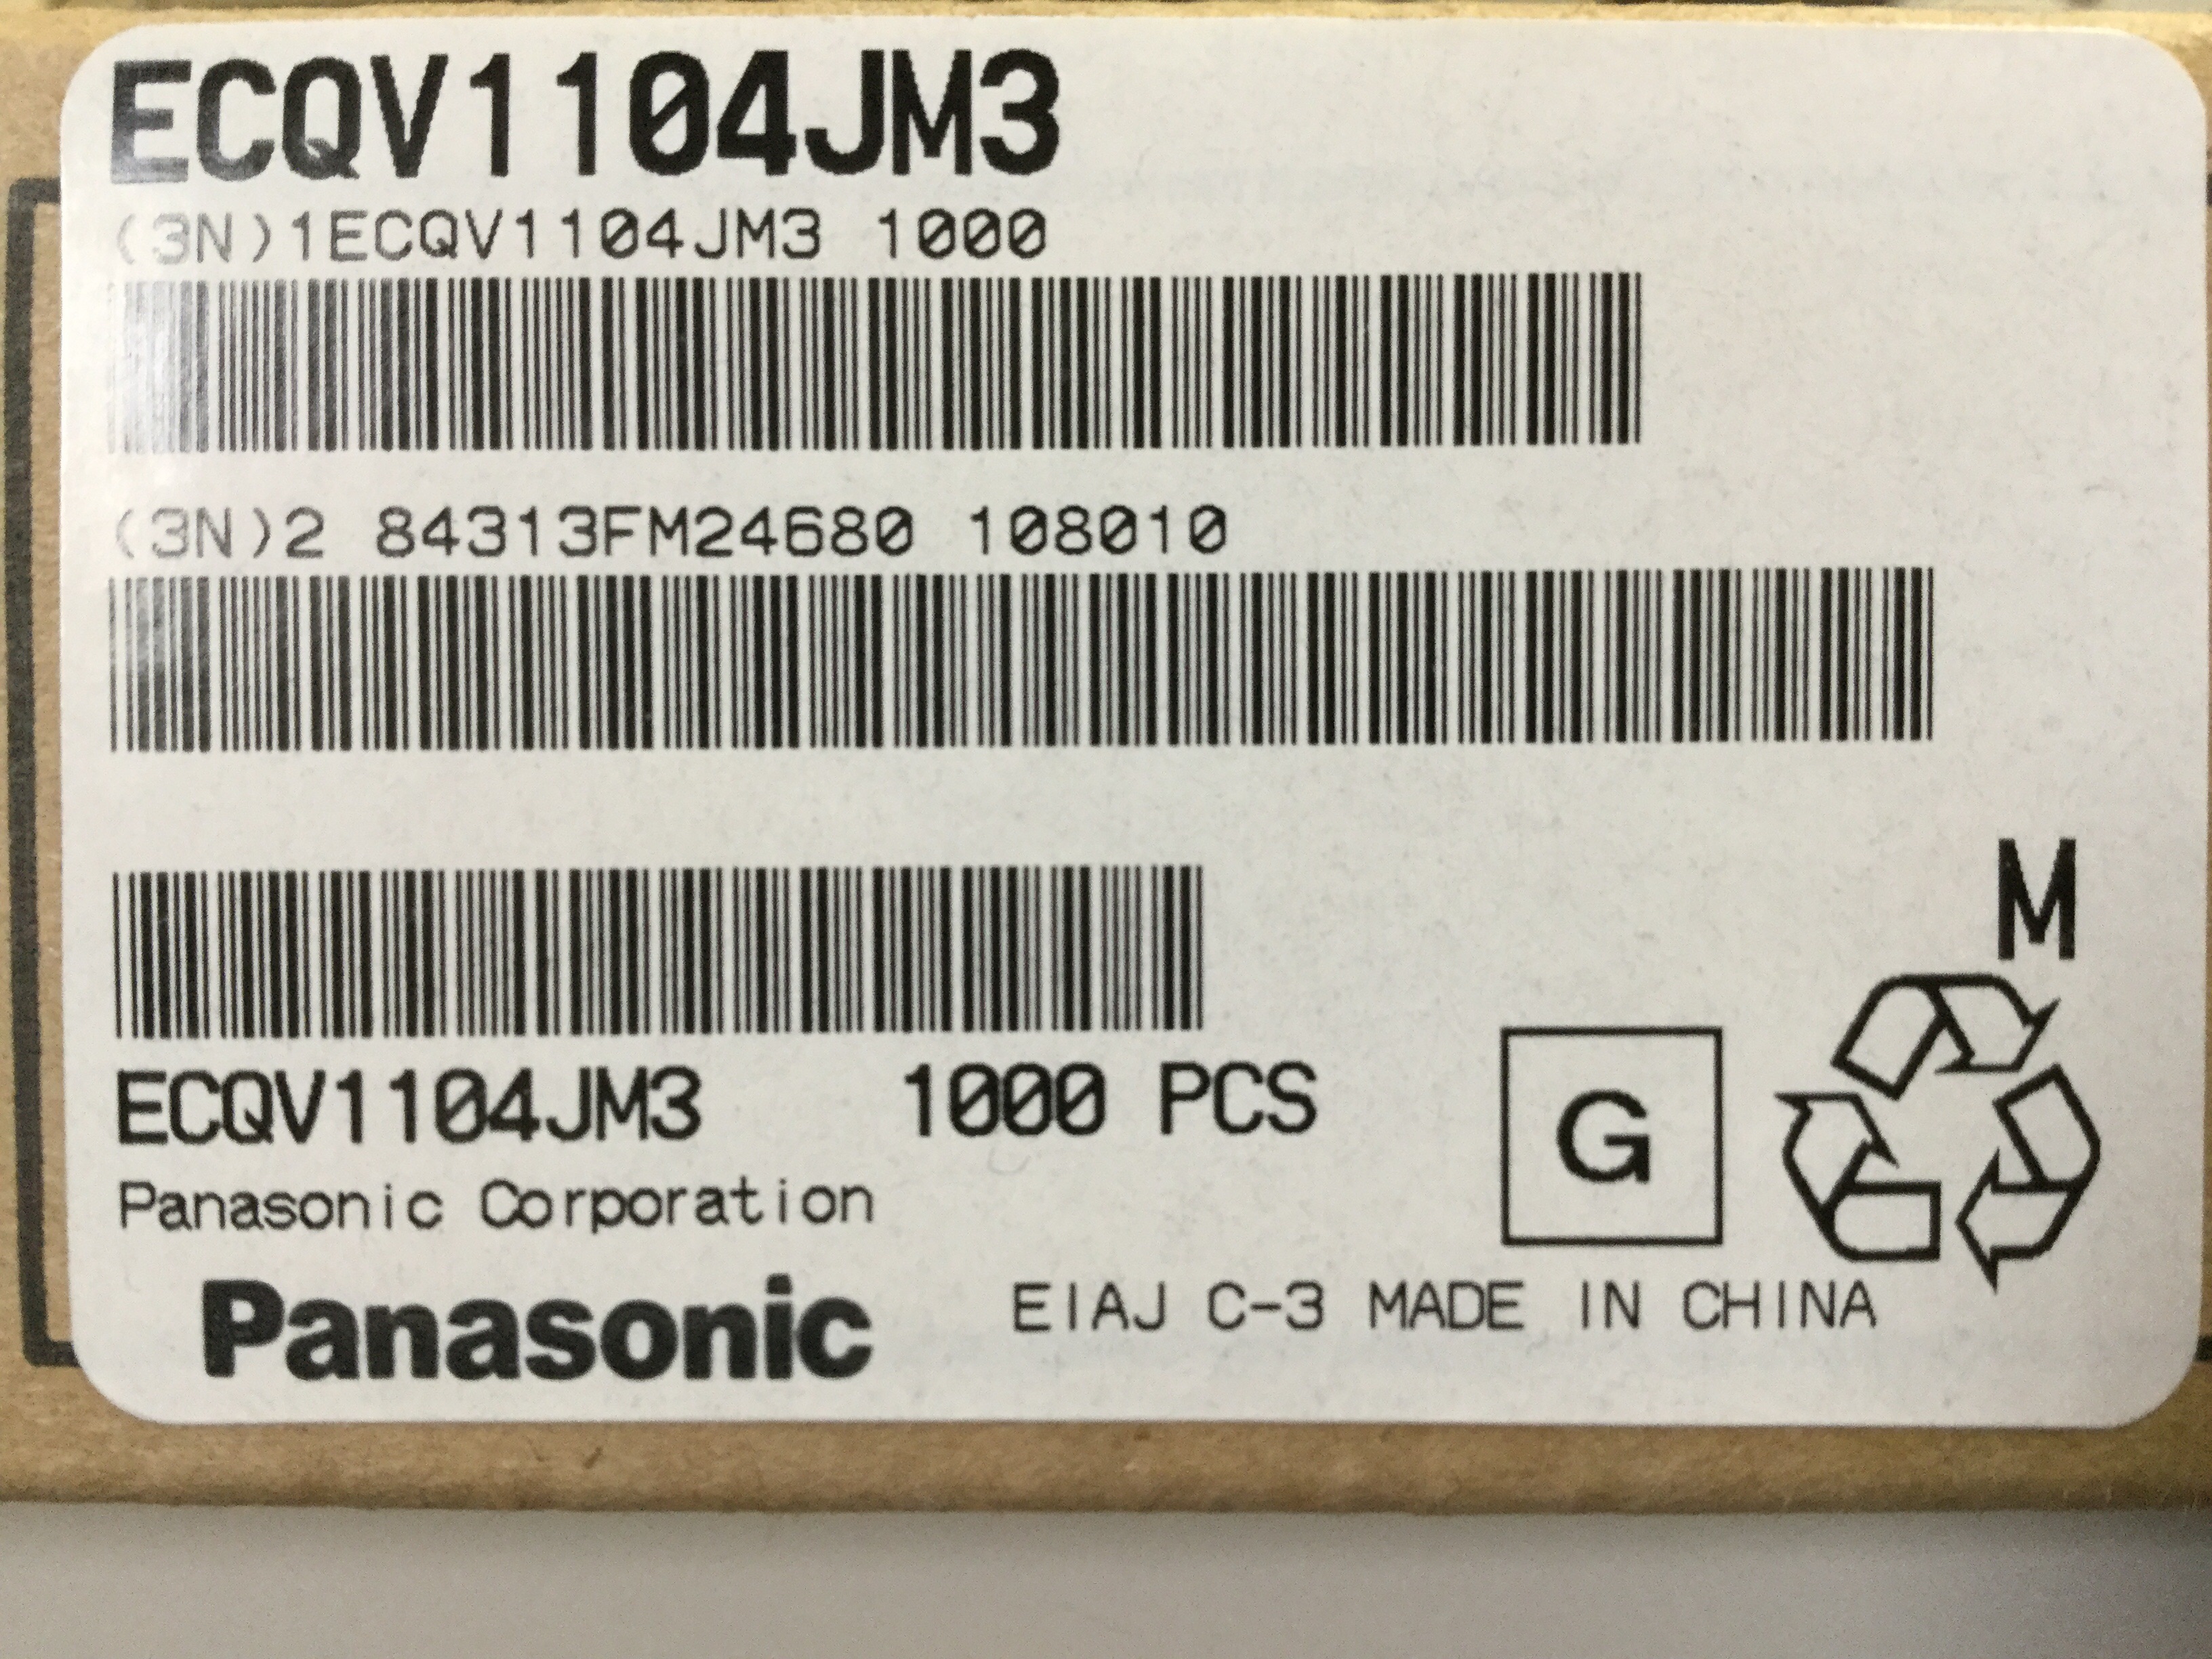 ECQV1104JM3
(3N)1ECQV1104JM3 1000
(3N)2 84313FM24680 108010
M
ECQV1104JM3 1000 PCS
G
Panasonic Corporation
Panasonic
EIAJ C-3 MADE IN CHINA